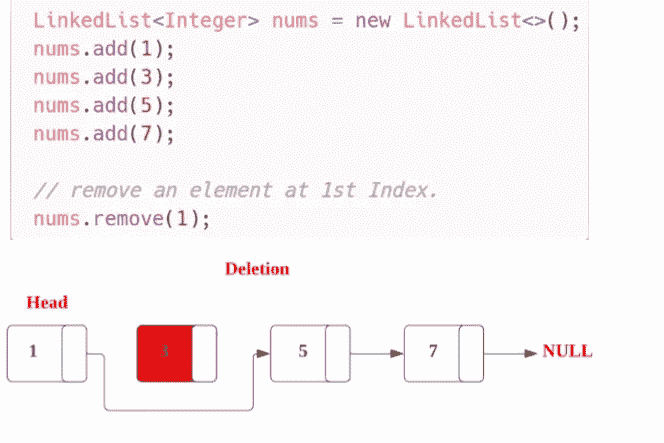 LinkedList<Integer> nums = new LinkedList<>();
nums.add(1);
nums.add(3);
nums.add(5);
nums.add(7);
// remove an element at 1st Index.
nums.remove(1);
Deletion
Head
1 5 7 NULL